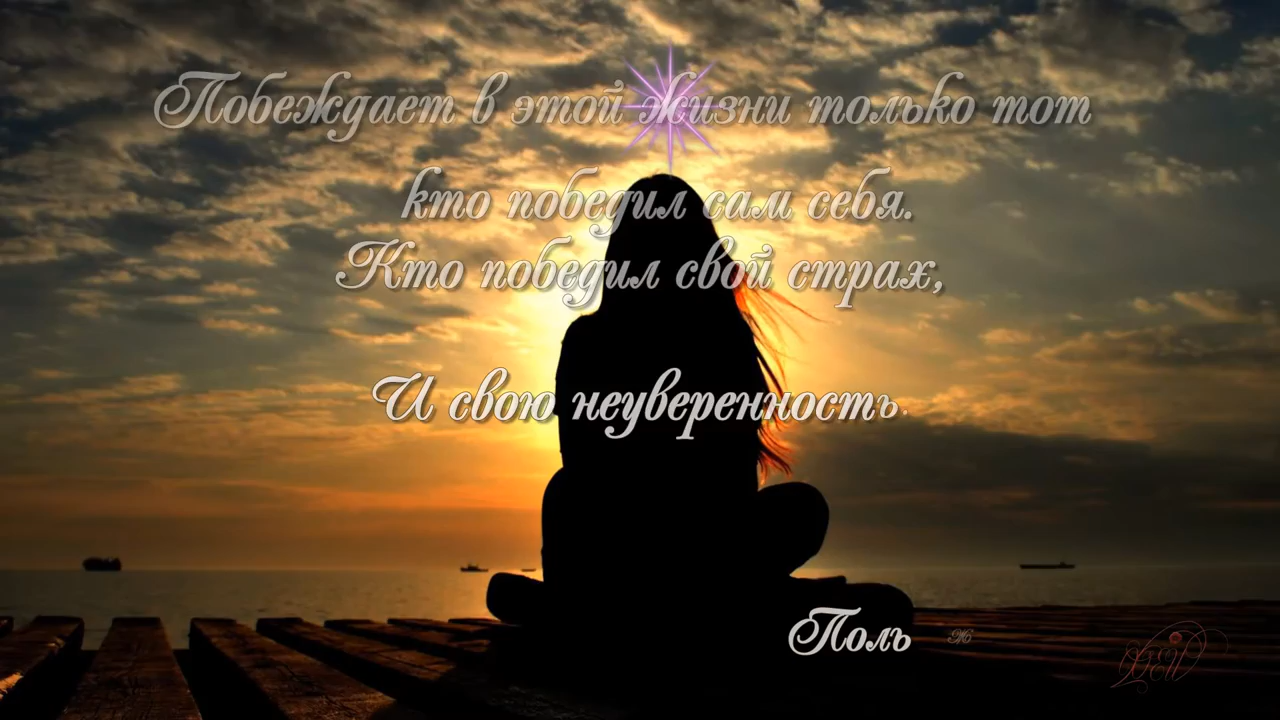 Побеждает в этой жизни только тот
кто победил сам себя.
Кто победил свой страх,
И свою неуверенность.
Поль Ж